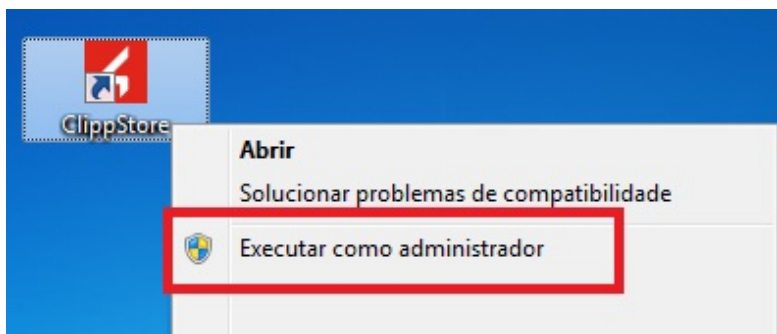 ClippStore
Abrir
Solucionar problemas de compatibilidade
Executar como administrador